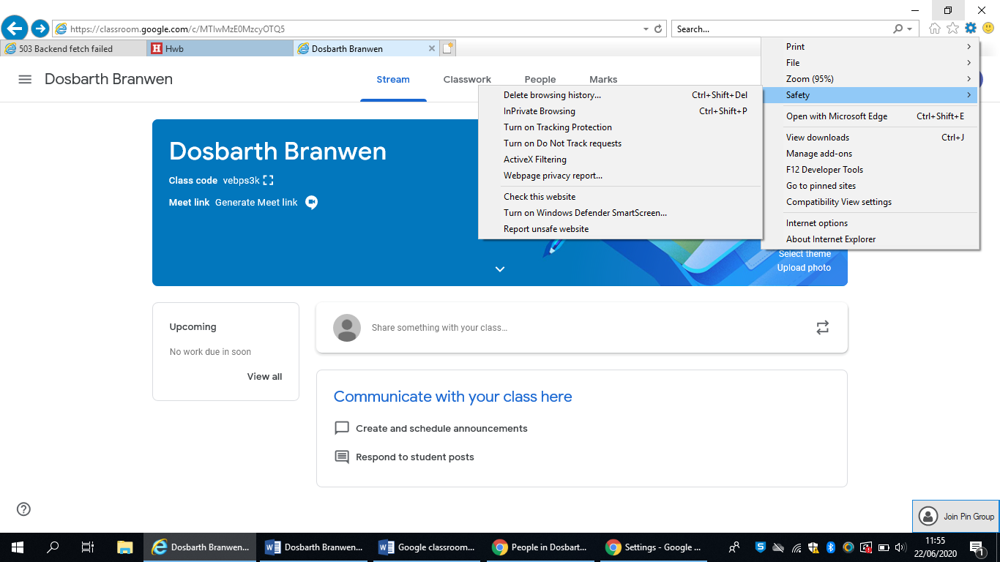 https://classroom.google.com/c/MTIwMzE0MzcyOTQ5
Search...
503 Backend fetch failed
H Hwb
Dosbarth Branwen
Dosbarth Branwen
Stream
Classwork
People
Marks
Print
File
Zoom (95%)
Safety
Open with Microsoft Edge Ctrl+Shift+E
View downloads Ctrl+J
Manage add-ons
F12 Developer Tools
Go to pinned sites
Compatibility View settings
Internet options
About Internet Explorer
Delete browsing history... Ctrl+Shift+Del
InPrivate Browsing Ctrl+Shift+P
Turn on Tracking Protection
Turn on Do Not Track requests
ActiveX Filtering
Webpage privacy report...
Check this website
Turn on Windows Defender SmartScreen...
Report unsafe website
Dosbarth Branwen
Class code vebps3k
Meet link Generate Meet link
Select theme
Upload photo
Upcoming
No work due in soon
View all
Share something with your class...
Communicate with your class here
Create and schedule announcements
Respond to student posts
Join Pin Group
Dosbarth Branwen...
Dosbarth Branwen...
Google classroom...
People in Dosbart...
Settings - Google ...
11:55
22/06/2020
1